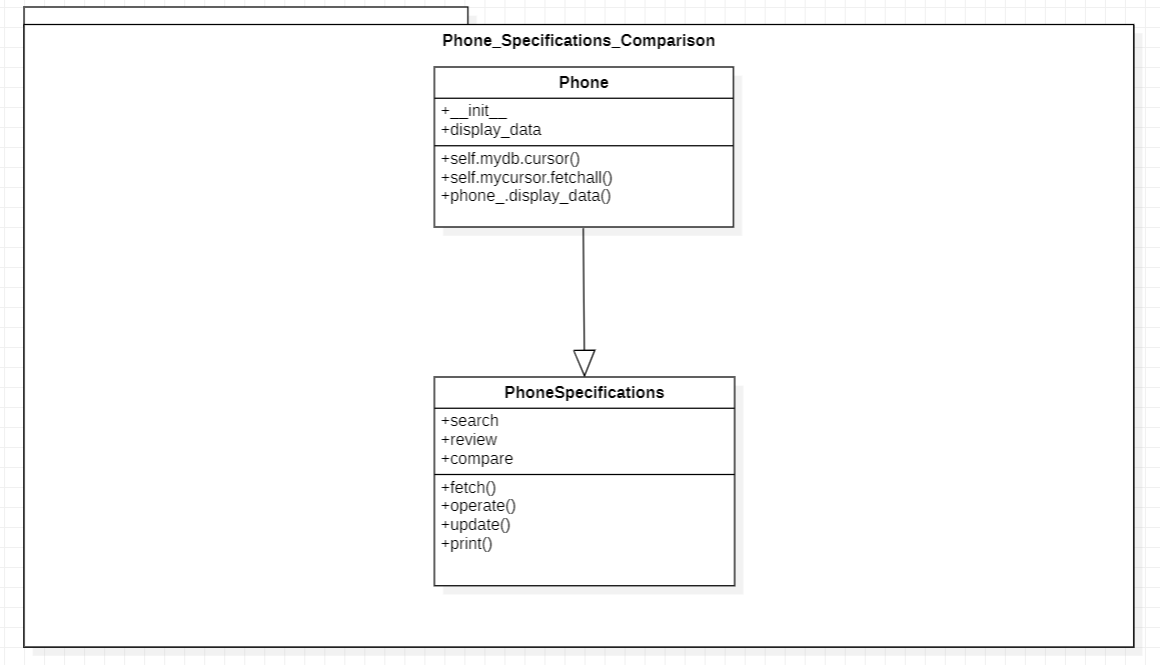 Phone_Specifications_Comparison
Phone
+__init__
+display_data
+self.mydb.cursor()
+self.mycursor.fetchall()
+phone_.display_data()
PhoneSpecifications
+search
+review
+compare
+fetch()
+operate()
+update()
+print()